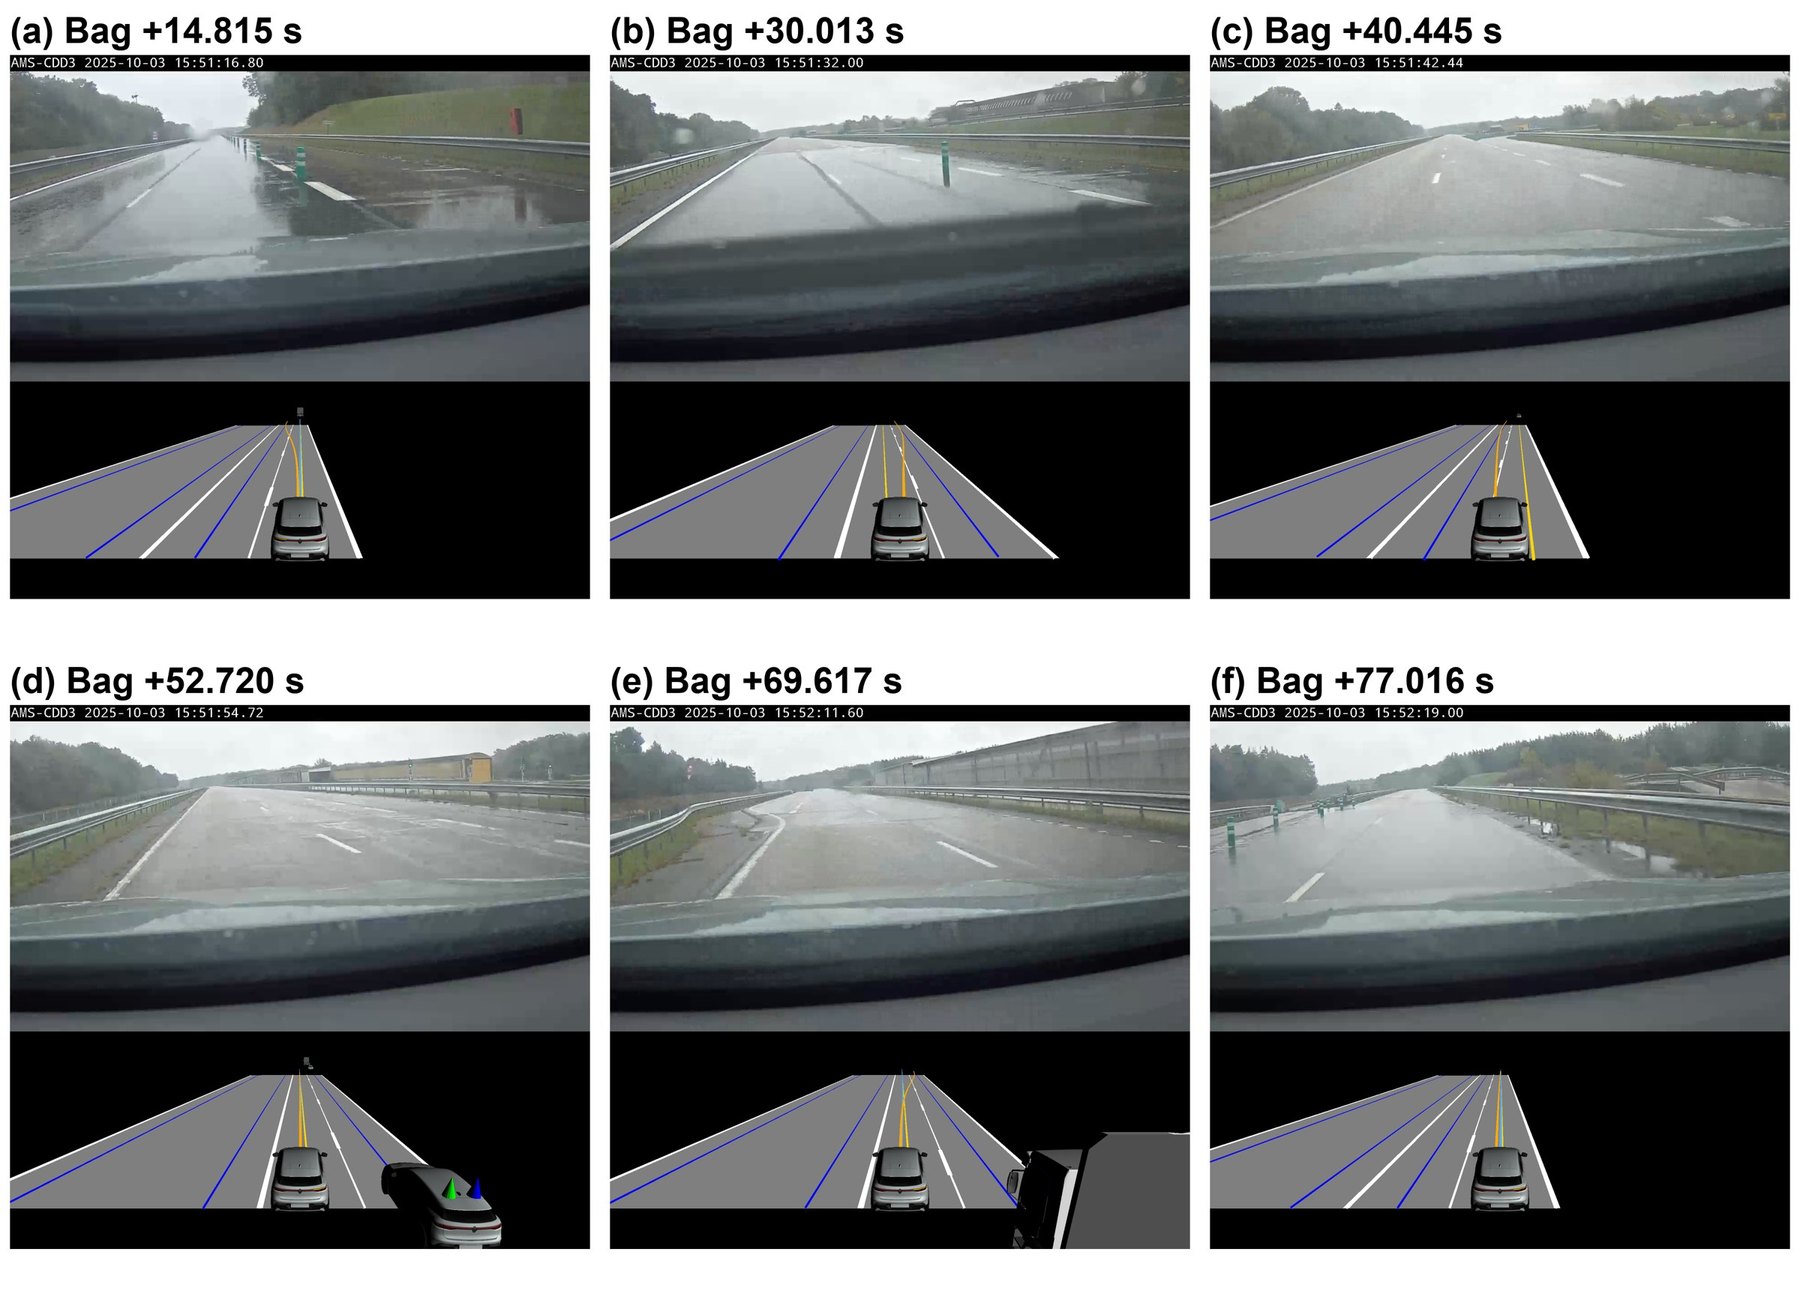 (a) Bag +14.815 s
AMS-CDD3 2025-10-03 15:51:16.80
(b) Bag +30.013 s
AMS-CDD3 2025-10-03 15:51:32.00
(c) Bag +40.445 s
AMS-CDD3 2025-10-03 15:51:42.44
(d) Bag +52.720 s
AMS-CDD3 2025-10-03 15:51:54.72
(e) Bag +69.617 s
AMS-CDD3 2025-10-03 15:52:11.60
(f) Bag +77.016 s
AMS-CDD3 2025-10-03 15:52:19.00